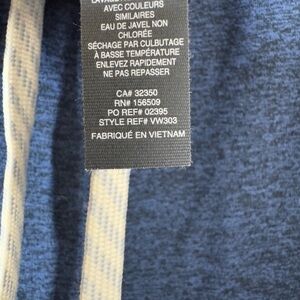 AVEC COULEURS
SIMILAIRES
EAU DE JAVEL NON
CHLORÉE
SÉCHAGE PAR CULBUTAGE
À BASSE TEMPÉRATURE
ENLEVEZ RAPIDEMENT
NE PAS REPASSER
CA# 32350
RN# 156509
PO REF# 02395
STYLE REF# VW303
FABRIQUÉ EN VIETNAM